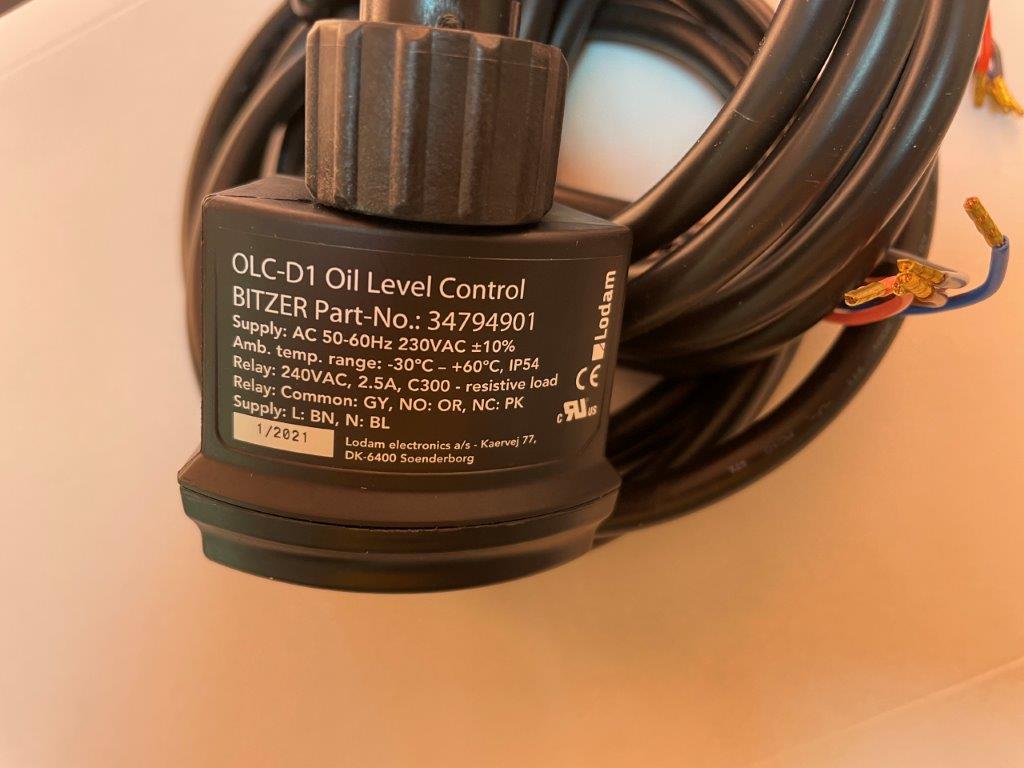 OLC-D1 Oil Level Control
BITZER Part-No.: 34794901
Supply: AC 50-60Hz 230VAC ±10%
Amb. temp. range: -30°C – +60°C, IP54
Relay: 240VAC, 2.5A, C300 - resistive load
Relay: Common: GY, NO: OR, NC: PK
Supply: L: BN, N: BL
1/2021
Lodam electronics a/s - Kaervej 77,
DK-6400 Soenderborg
Lodam
CE
c RU us